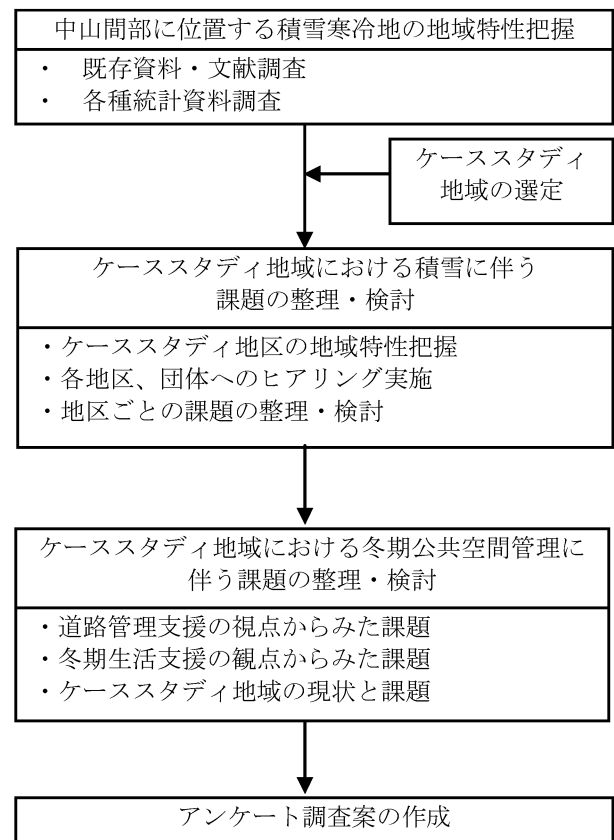 中山間部に位置する積雪寒冷地の地域特性把握
・ 既存資料・文献調査
・ 各種統計資料調査
ケーススタディ
地域の選定
ケーススタディ地域における積雪に伴う
課題の整理・検討
・ケーススタディ地区の地域特性把握
・各地区、団体へのヒアリング実施
・地区ごとの課題の整理・検討
ケーススタディ地域における冬期公共空間管理に
伴う課題の整理・検討
・道路管理支援の視点からみた課題
・冬期生活支援の観点からみた課題
・ケーススタディ地域の現状と課題
アンケート調査案の作成